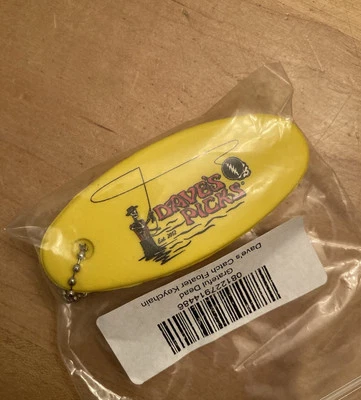 DAVE'S
PICKS
Est. 2012
081227914486
Grateful Dead
Dave's Catch Floater Keychain